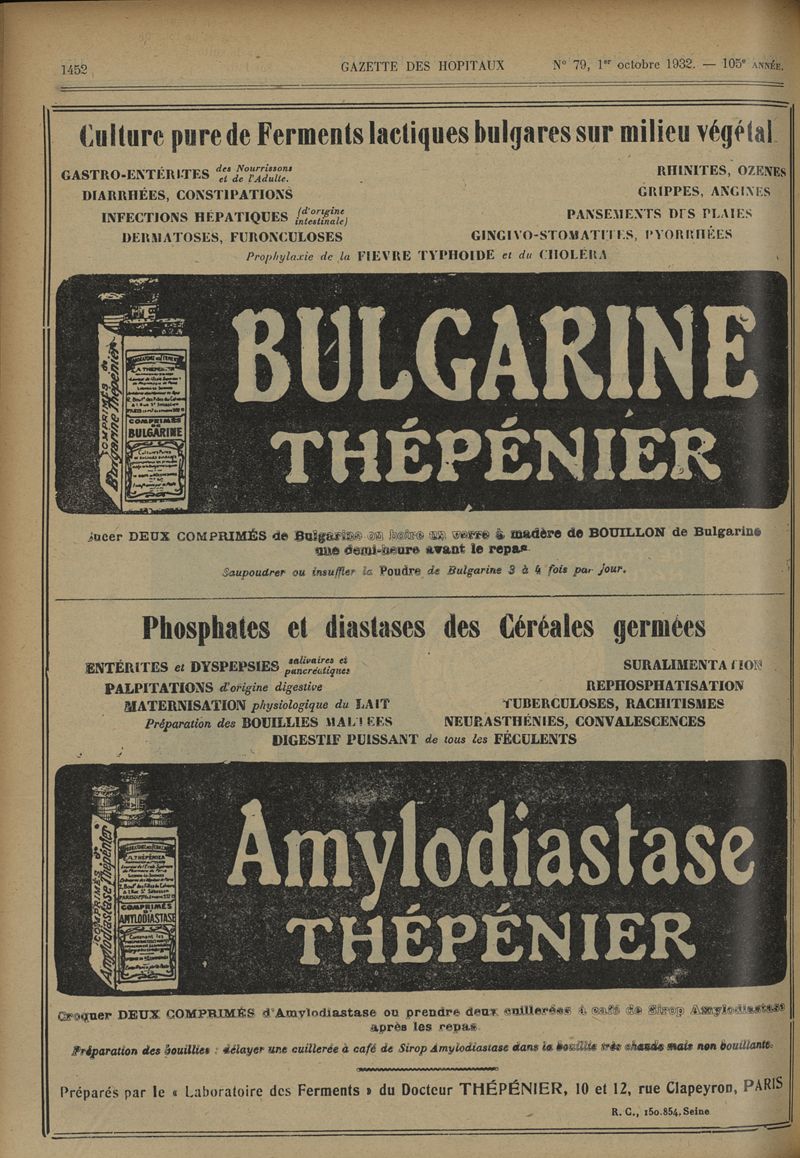 1452
GAZETTE DES HOPITAUX
N° 79, 1er octobre 1932. — 105e ANNÉE.
Culture pure de Ferments lactiques bulgares sur milieu végétal
GASTRO-ENTÉRITES des Nourrissons et de l'Adulte.
RHINITES, OZENES
DIARRHÉES, CONSTIPATIONS
GRIPPES, ANGINES
INFECTIONS HÉPATIQUES (d'origine intestinale)
PANSEMENTS DES PLAIES
DERMATOSES, FURONCULOSES
GINGIVO-STOMATITES, PYORRHÉES
Prophylaxie de la FIEVRE TYPHOIDE et du CHOLÉRA
COMPRIMÉS de Bulgarine Thépénier
COMPRIMÉS
BULGARINE
BULGARINE
THÉPÉNIER
ucer DEUX COMPRIMÉS de Bulgarine ou boire un verre à madère de BOUILLON de Bulgarine
une demi-heure avant le repas
Saupoudrer ou insuffler la Poudre de Bulgarine 3 à 4 fois par jour.
Phosphates et diastases des Céréales germées
ENTÉRITES et DYSPEPSIES salivaires et pancréatiques
SURALIMENTATION
PALPITATIONS d'origine digestive
REPHOSPHATISATION
MATERNISATION physiologique du LAIT
TUBERCULOSES, RACHITISMES
Préparation des BOUILLIES MALTÉES
NEURASTHÉNIES, CONVALESCENCES
DIGESTIF PUISSANT de tous les FÉCULENTS
COMPRIMÉS d' Amylodiastase Thépénier
A. THÉPÉNIER
COMPRIMÉS
AMYLODIASTASE
Amylodiastase
THÉPÉNIER
Croquer DEUX COMPRIMÉS d'Amylodiastase ou prendre deux cuillerées à café de Sirop Amylodiastase
après les repas
Préparation des bouillies : délayer une cuillerée à café de Sirop Amylodiastase dans la bouillie très chaude mais non bouillante.
Préparés par le « Laboratoire des Ferments » du Docteur THÉPÉNIER, 10 et 12, rue Clapeyron, PARIS
R. C., 150.854. Seine